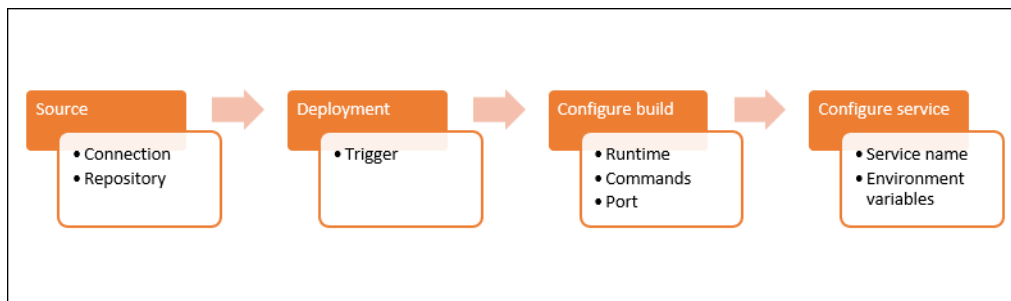 Source
• Connection
• Repository
Deployment
• Trigger
Configure build
• Runtime
• Commands
• Port
Configure service
• Service name
• Environment
variables